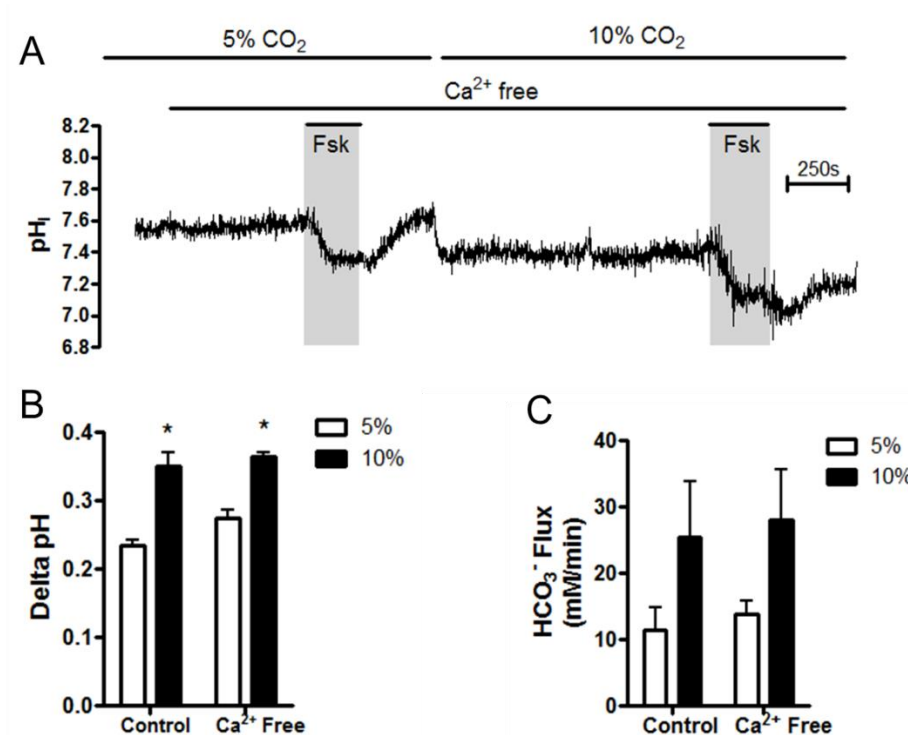 A
5% CO₂ 10% CO₂
Ca²⁺ free
8.2
8.0
7.8
7.6
7.4
7.2
7.0
6.8
pHᵢ
Fsk Fsk
250s
B
0.4
0.3
0.2
0.1
0.0
Delta pH
* *
5%
10%
Control Ca²⁺ Free
C
40
30
20
10
0
HCO₃⁻ Flux
(mM/min)
5%
10%
Control Ca²⁺ Free